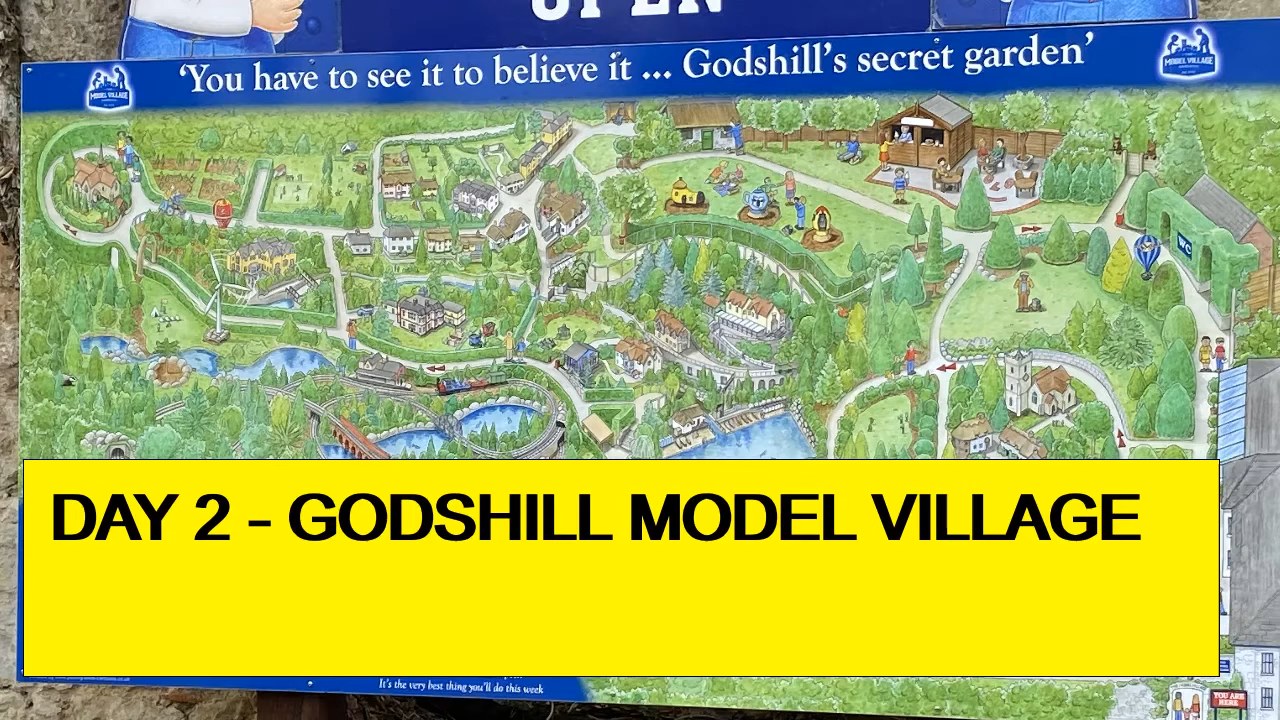 OPEN
'You have to see it to believe it ... Godshill's secret garden'
MODEL VILLAGE
MODEL VILLAGE
WC
DAY 2 - GODSHILL MODEL VILLAGE
It's the very best thing you'll do this week
YOU ARE
HERE